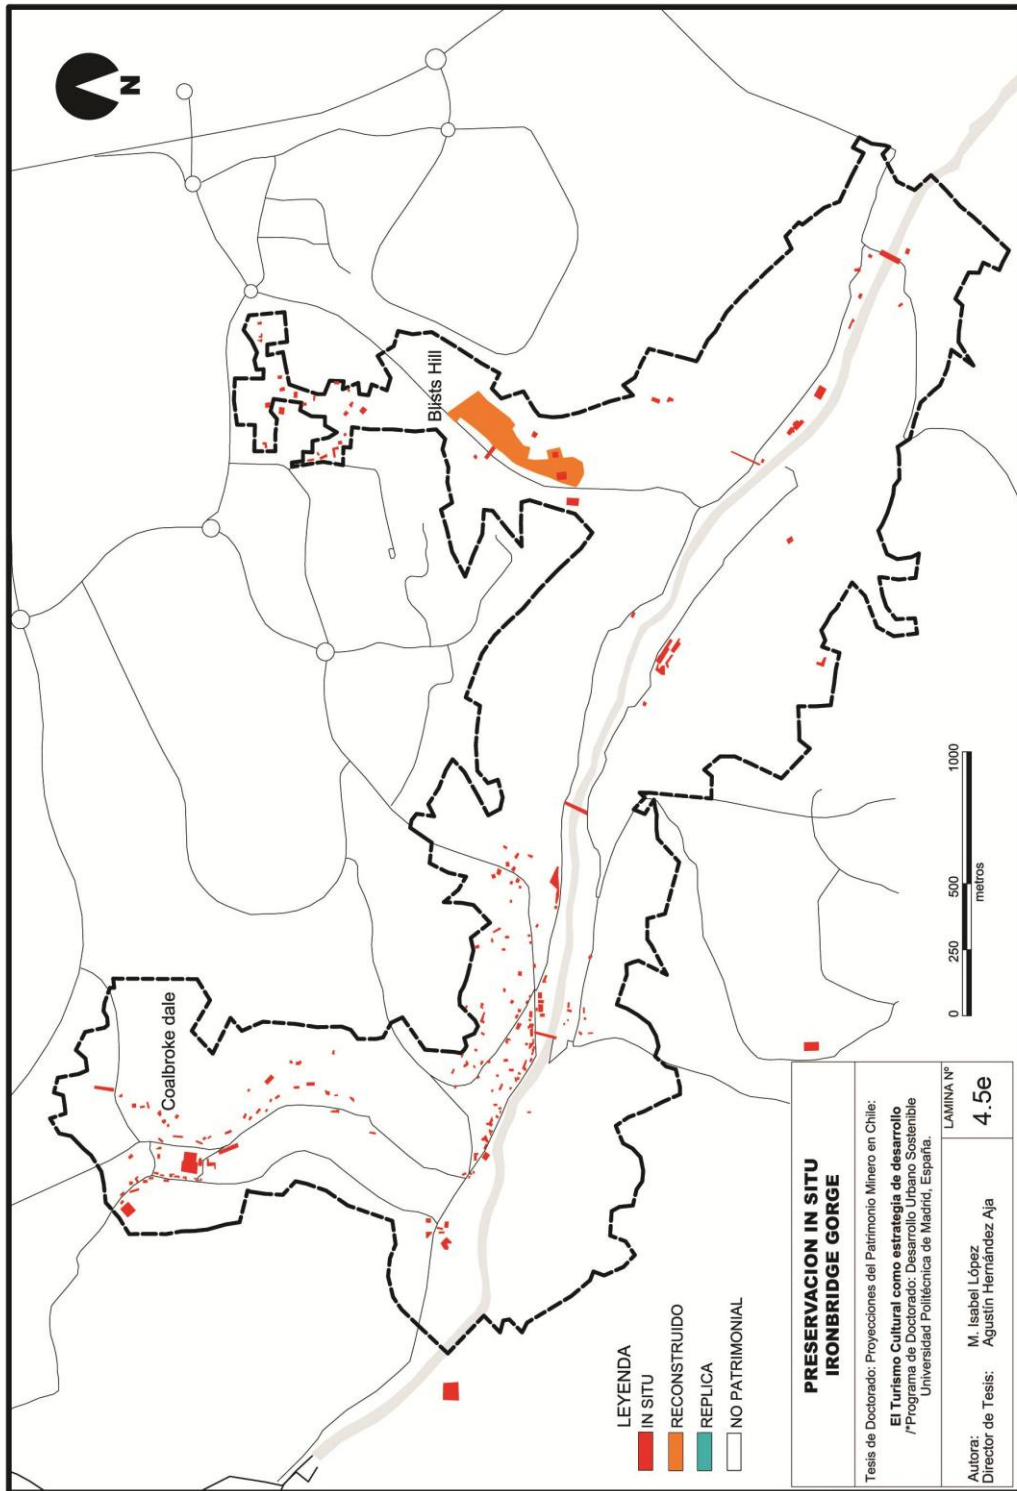 N
Blists Hill
Coalbroke dale
0
250
500
1000
metros
LEYENDA
IN SITU
RECONSTRUIDO
REPLICA
NO PATRIMONIAL
PRESERVACION IN SITU
IRONBRIDGE GORGE
Tesis de Doctorado: Proyecciones del Patrimonio Minero en Chile:
El Turismo Cultural como estrategia de desarrollo
/*Programa de Doctorado: Desarrollo Urbano Sostenible
Universidad Politécnica de Madrid, España.
Autora: M. Isabel López
Director de Tesis: Agustín Hernández Aja
LAMINA Nº
4.5e